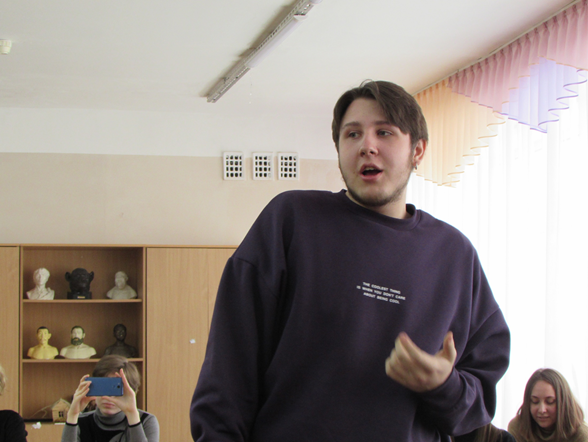 THE COOLEST THING
IS WHEN YOU DON'T CARE
ABOUT BEING COOL